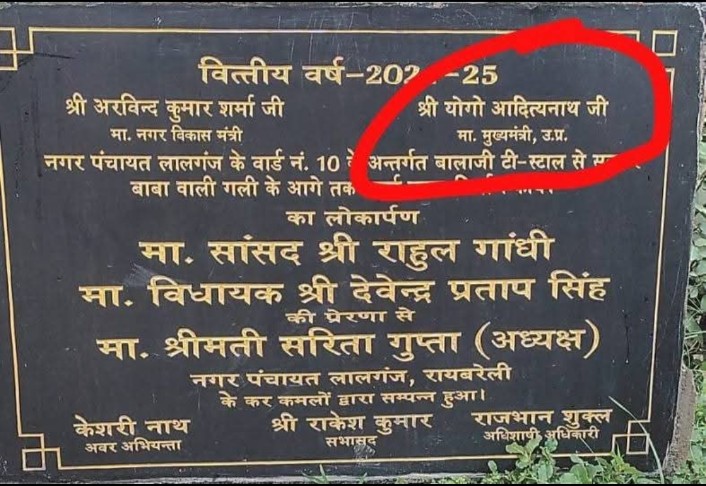 वित्तीय वर्ष-202 -25
श्री अरविन्द कुमार शर्मा जी
मा. नगर विकास मंत्री
श्री योगो आदित्यनाथ जी
मा. मुख्यमंत्री, उ.प्र.
नगर पंचायत लालगंज के वार्ड नं. 10 अन्तर्गत बालाजी टी-स्टाल से
बाबा वाली गली के आगे तक
का लोकार्पण
मा. सांसद श्री राहुल गांधी
मा. विधायक श्री देवेन्द्र प्रताप सिंह
की प्रेरणा से
मा. श्रीमती सरिता गुप्ता (अध्यक्ष)
नगर पंचायत लालगंज, रायबरेली
के कर कमलों द्वारा सम्पन्न हुआ।
केशरी नाथ
अवर अभियन्ता
श्री राकेश कुमार
सभासद
राजभान शुक्ल
अधिशाषी अधिकारी